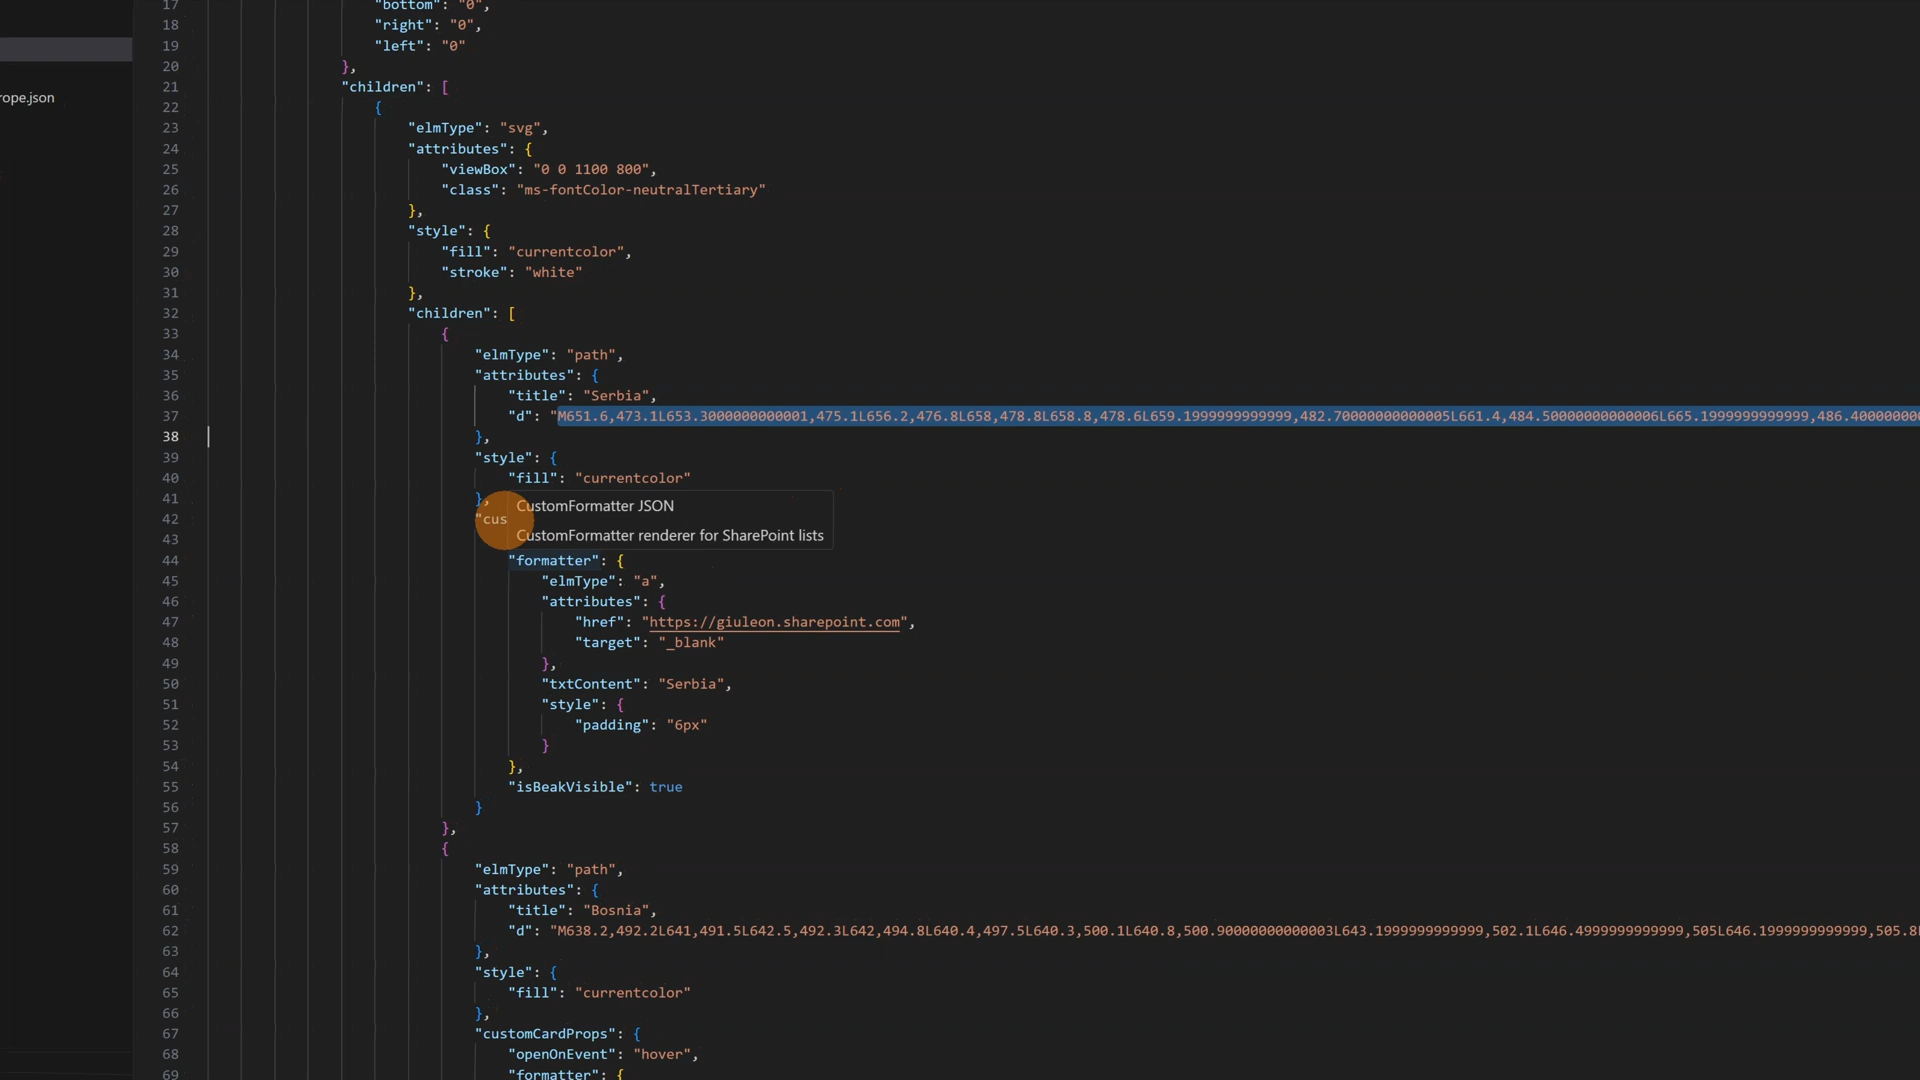 17 "bottom": "0",
18 "right": "0",
19 "left": "0"
20 },
21 "children": [
22 {
23 "elmType": "svg",
24 "attributes": {
25 "viewBox": "0 0 1100 800",
26 "class": "ms-fontColor-neutralTertiary"
27 },
28 "style": {
29 "fill": "currentcolor",
30 "stroke": "white"
31 },
32 "children": [
33 {
34 "elmType": "path",
35 "attributes": {
36 "title": "Serbia",
37 "d": "M651.6,473.1L653.3000000000001,475.1L656.2,476.8L658,478.8L658.8,478.6L659.1999999999999,482.70000000000005L661.4,484.50000000000006L665.1999999999999,486.400000000
38 },
39 "style": {
40 "fill": "currentcolor"
41 },
42 "cus
43
44 "formatter": {
45 "elmType": "a",
46 "attributes": {
47 "href": "https://giuleon.sharepoint.com",
48 "target": "_blank"
49 },
50 "txtContent": "Serbia",
51 "style": {
52 "padding": "6px"
53 }
54 },
55 "isBeakVisible": true
56 }
57 },
58 {
59 "elmType": "path",
60 "attributes": {
61 "title": "Bosnia",
62 "d": "M638.2,492.2L641,491.5L642.5,492.3L642,494.8L640.4,497.5L640.3,500.1L640.8,500.90000000000003L643.1999999999999,502.1L646.4999999999999,505L646.1999999999999,505.8
63 },
64 "style": {
65 "fill": "currentcolor"
66 },
67 "customCardProps": {
68 "openOnEvent": "hover",
69 "formatter": {
rope.json
CustomFormatter JSON
CustomFormatter renderer for SharePoint lists